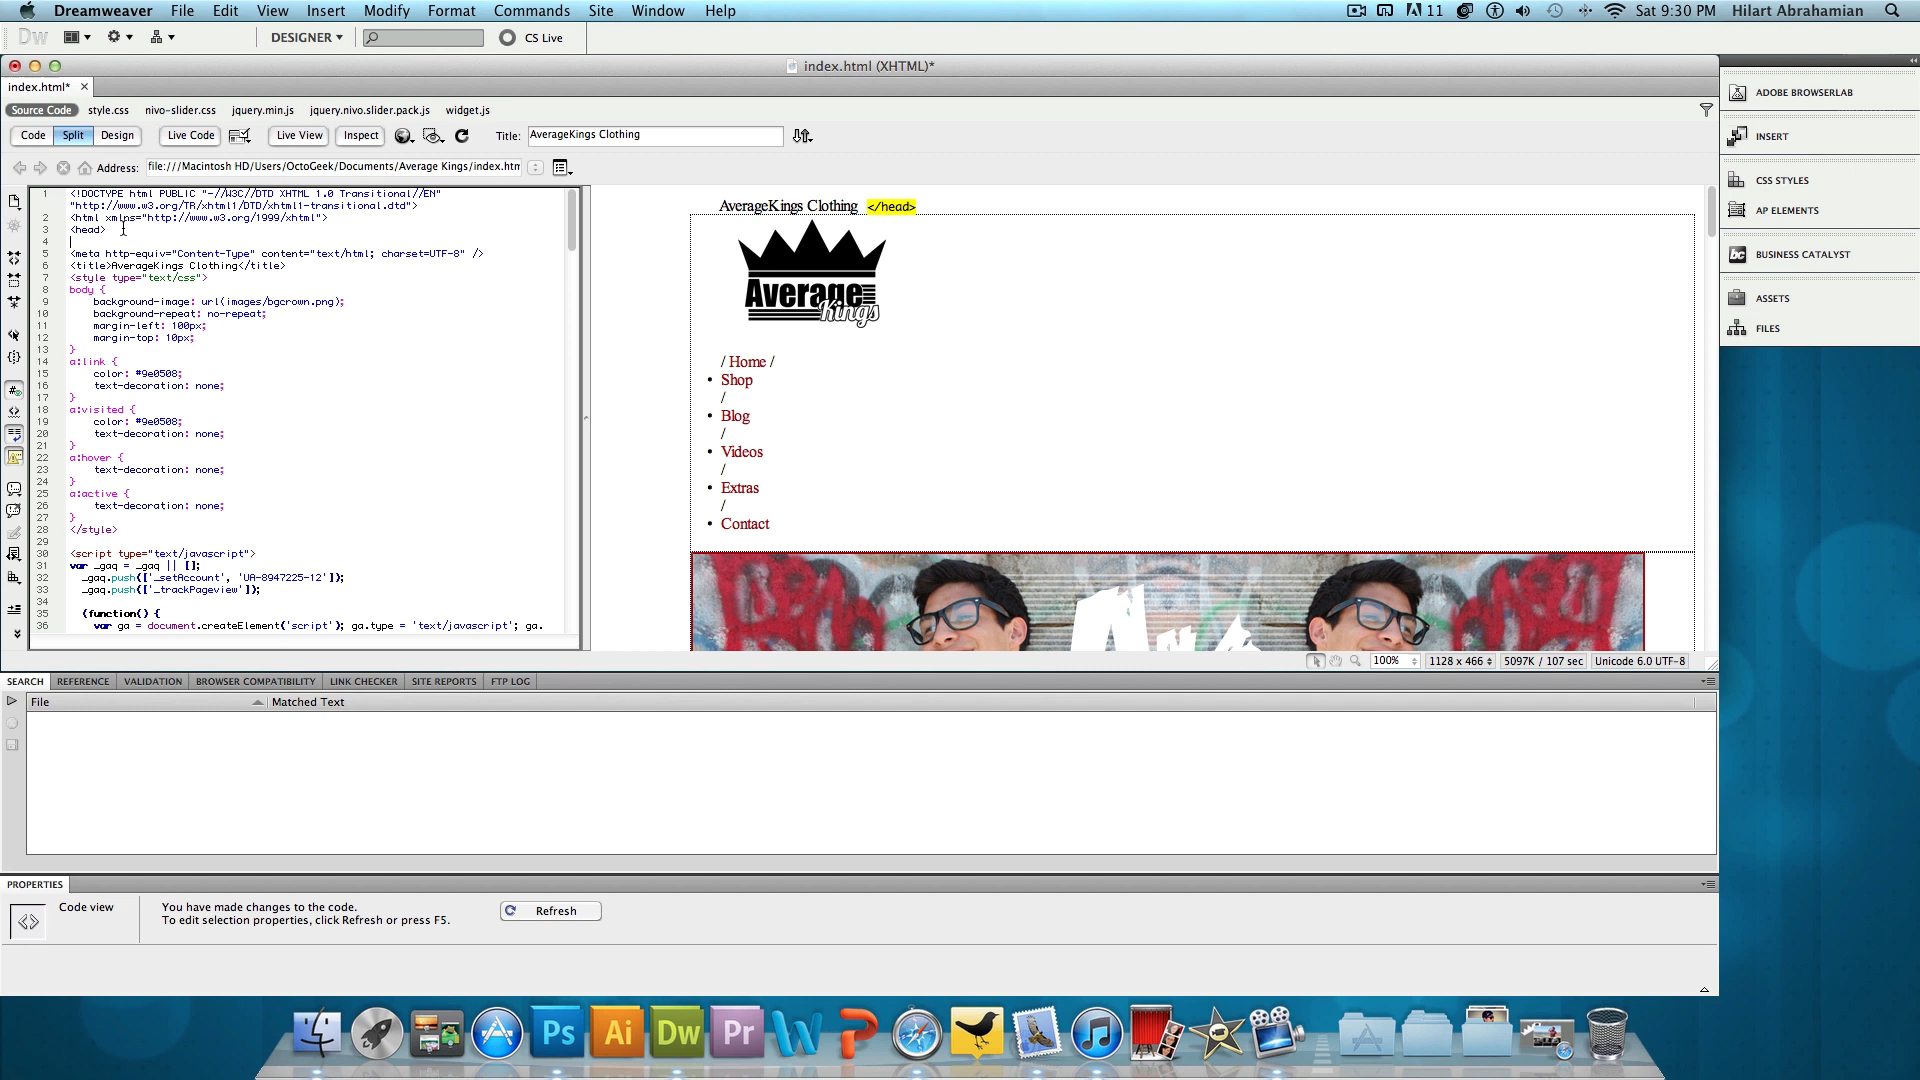 Dreamweaver File Edit View Insert Modify Format Commands Site Window Help 11 Sat 9:30 PM Hilart Abrahamian
Dw DESIGNER CS Live
index.html (XHTML)*
index.html*
Source Code style.css nivo-slider.css jquery.min.js jquery.nivo.slider.pack.js widget.js
Code Split Design Live Code Live View Inspect Title: AverageKings Clothing
Address: file:///Macintosh HD/Users/OctoGeek/Documents/Average Kings/index.htm
1 <!DOCTYPE html PUBLIC "-//W3C//DTD XHTML 1.0 Transitional//EN"
"http://www.w3.org/TR/xhtml1/DTD/xhtml1-transitional.dtd">
2 <html xmlns="http://www.w3.org/1999/xhtml">
3 <head>
4
5 <meta http-equiv="Content-Type" content="text/html; charset=UTF-8" />
6 <title>AverageKings Clothing</title>
7 <style type="text/css">
8 body {
9 background-image: url(images/bgcrown.png);
10 background-repeat: no-repeat;
11 margin-left: 100px;
12 margin-top: 10px;
13 }
14 a:link {
15 color: #9e0508;
16 text-decoration: none;
17 }
18 a:visited {
19 color: #9e0508;
20 text-decoration: none;
21 }
22 a:hover {
23 text-decoration: none;
24 }
25 a:active {
26 text-decoration: none;
27 }
28 </style>
29
30 <script type="text/javascript">
31 var _gaq = _gaq || [];
32 _gaq.push(['_setAccount', 'UA-8947225-12']);
33 _gaq.push(['_trackPageview']);
34
35 (function() {
36 var ga = document.createElement('script'); ga.type = 'text/javascript'; ga.
AverageKings Clothing </head>
Average
Kings
/ Home /
• Shop
/
• Blog
/
• Videos
/
• Extras
/
• Contact
100% 1128 x 466 5097K / 107 sec Unicode 6.0 UTF-8
ADOBE BROWSERLAB
INSERT
CSS STYLES
AP ELEMENTS
BUSINESS CATALYST
ASSETS
FILES
SEARCH REFERENCE VALIDATION BROWSER COMPATIBILITY LINK CHECKER SITE REPORTS FTP LOG
File Matched Text
PROPERTIES
Code view
You have made changes to the code.
To edit selection properties, click Refresh or press F5.
Refresh
Ps Ai Dw Pr